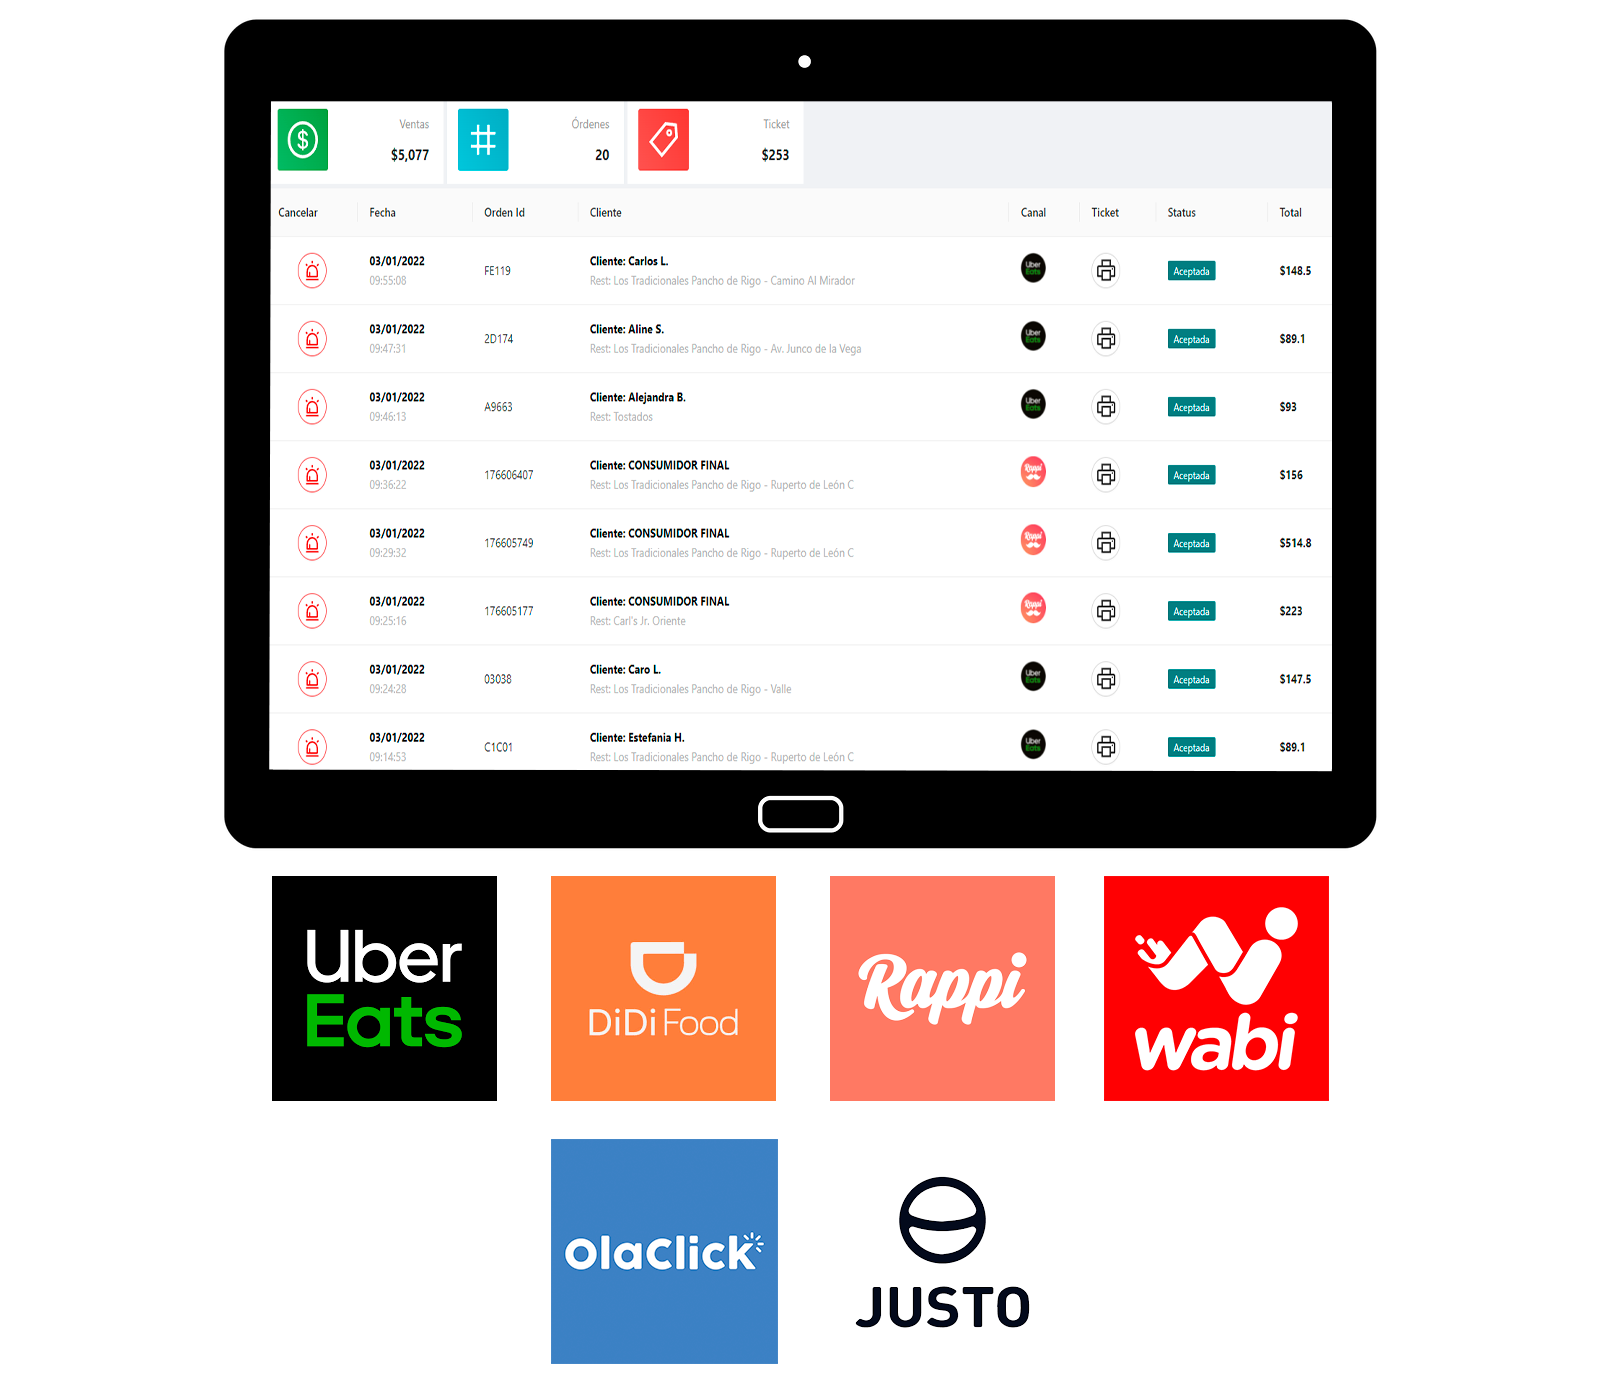 Ventas Órdenes Ticket
$5,077 20 $253
Cancelar Fecha Orden Id Cliente Canal Ticket Status Total
03/01/2022 Cliente: Carlos L.
FE119 Uber Eats Aceptada $148.5
09:55:08 Rest: Los Tradicionales Pancho de Rigo - Camino Al Mirador
03/01/2022 Cliente: Aline S.
2D174 Uber Eats Aceptada $89.1
09:47:31 Rest: Los Tradicionales Pancho de Rigo - Av. Junco de la Vega
03/01/2022 Cliente: Alejandra B.
A9663 Uber Eats Aceptada $93
09:46:13 Rest: Tostados
03/01/2022 Cliente: CONSUMIDOR FINAL
176606407 Rappi Aceptada $156
09:36:22 Rest: Los Tradicionales Pancho de Rigo - Ruperto de León C
03/01/2022 Cliente: CONSUMIDOR FINAL
176605749 Rappi Aceptada $514.8
09:29:32 Rest: Los Tradicionales Pancho de Rigo - Ruperto de León C
03/01/2022 Cliente: CONSUMIDOR FINAL
176605177 Rappi Aceptada $223
09:25:16 Rest: Carl's Jr. Oriente
03/01/2022 Cliente: Caro L.
03038 Uber Eats Aceptada $147.5
09:24:28 Rest: Los Tradicionales Pancho de Rigo - Valle
03/01/2022 Cliente: Estefania H.
C1C01 Uber Eats Aceptada $89.1
09:14:53 Rest: Los Tradicionales Pancho de Rigo - Ruperto de León C
Uber
Eats
DiDi Food
Rappi
wabi
OlaClick
JUSTO